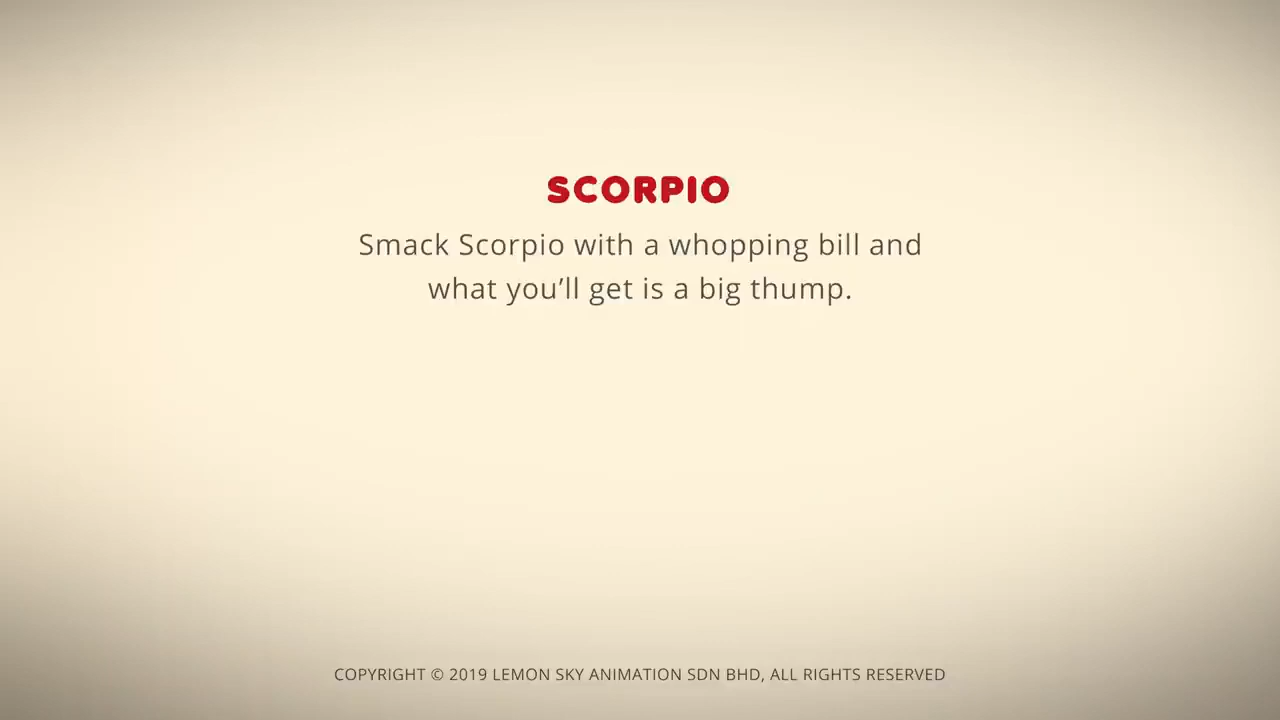 SCORPIO
Smack Scorpio with a whopping bill and
what you’ll get is a big thump.
COPYRIGHT © 2019 LEMON SKY ANIMATION SDN BHD, ALL RIGHTS RESERVED